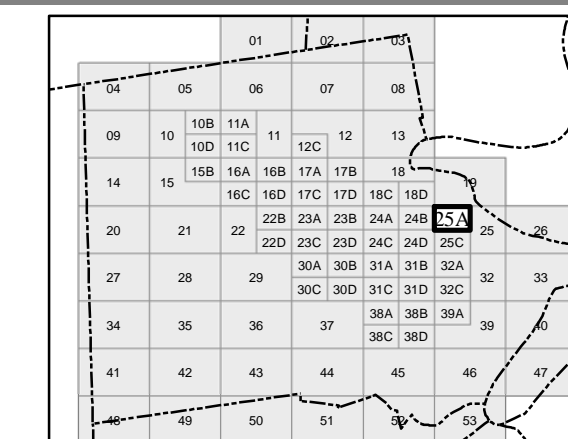 01 02 03
04 05 06 07 08
10B 11A
09 10 11 12 13
10D 11C 12C
15B 16A 16B 17A 17B 18
14 15 19
16C 16D 17C 17D 18C 18D
22B 23A 23B 24A 24B 25A
20 21 22 25 26
22D 23C 23D 24C 24D 25C
30A 30B 31A 31B 32A
27 28 29 32 33
30C 30D 31C 31D 32C
38A 38B 39A
34 35 36 37 39 40
38C 38D
41 42 43 44 45 46 47
48 49 50 51 52 53